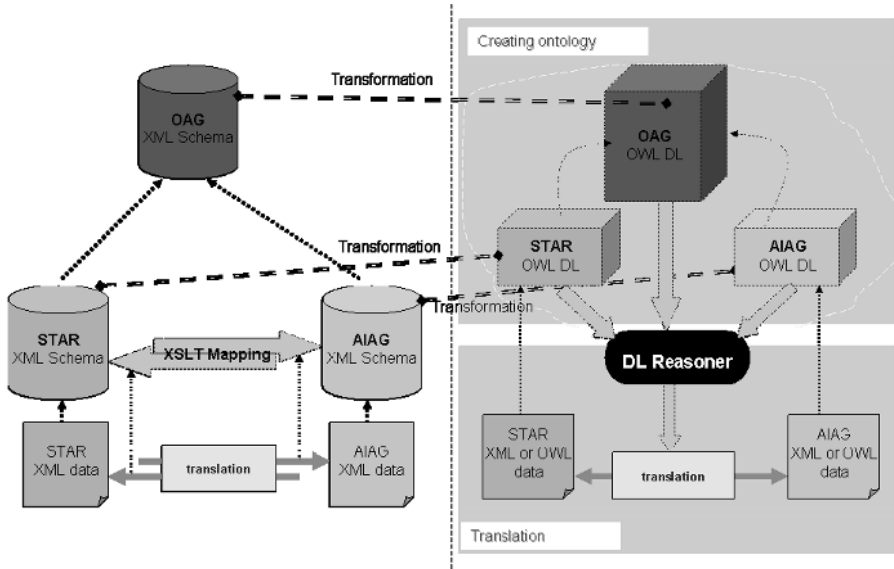 Creating ontology
Transformation
OAG
XML Schema
OAG
OWL DL
Transformation
STAR
OWL DL
AIAG
OWL DL
Transformation
STAR
XML Schema
XSLT Mapping
AIAG
XML Schema
DL Reasoner
STAR
XML data
translation
AIAG
XML data
STAR
XML or OWL
data
translation
AIAG
XML or OWL
data
Translation